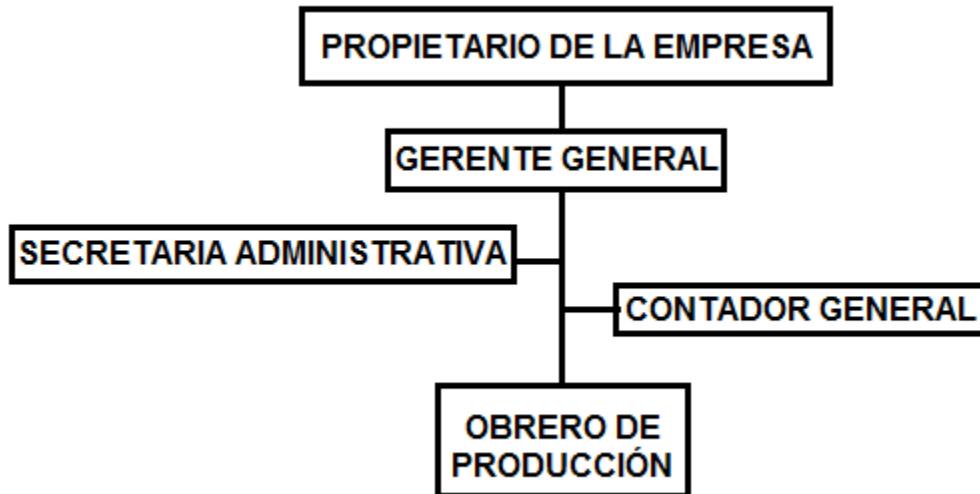 PROPIETARIO DE LA EMPRESA
GERENTE GENERAL
SECRETARIA ADMINISTRATIVA
CONTADOR GENERAL
OBRERO DE
PRODUCCIÓN